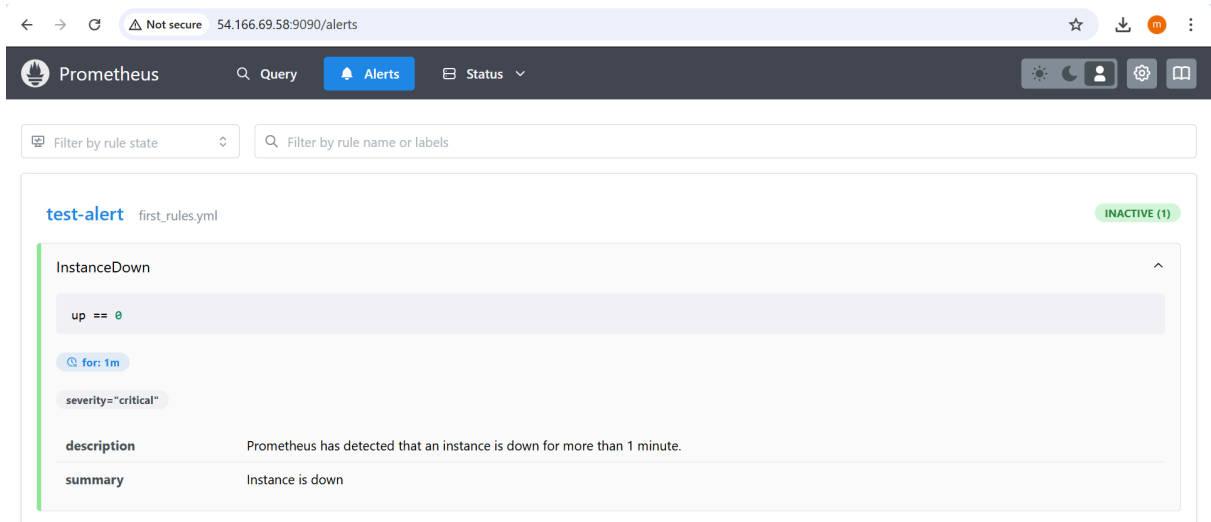 Not secure 54.166.69.58:9090/alerts m
Prometheus Query Alerts Status
Filter by rule state Filter by rule name or labels
test-alert first_rules.yml INACTIVE (1)
InstanceDown
up == 0
for: 1m
severity="critical"
description Prometheus has detected that an instance is down for more than 1 minute.
summary Instance is down